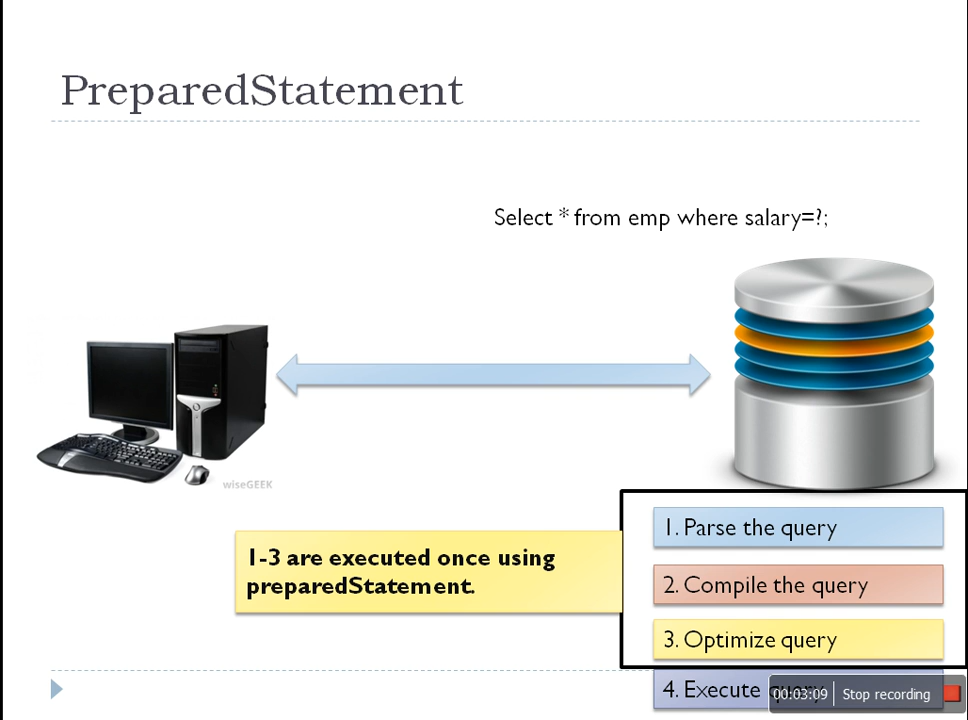 PreparedStatement
Select * from emp where salary=?;
wiseGEEK
1-3 are executed once using
preparedStatement.
1. Parse the query
2. Compile the query
3. Optimize query
4. Execute query
00:03:09 Stop recording